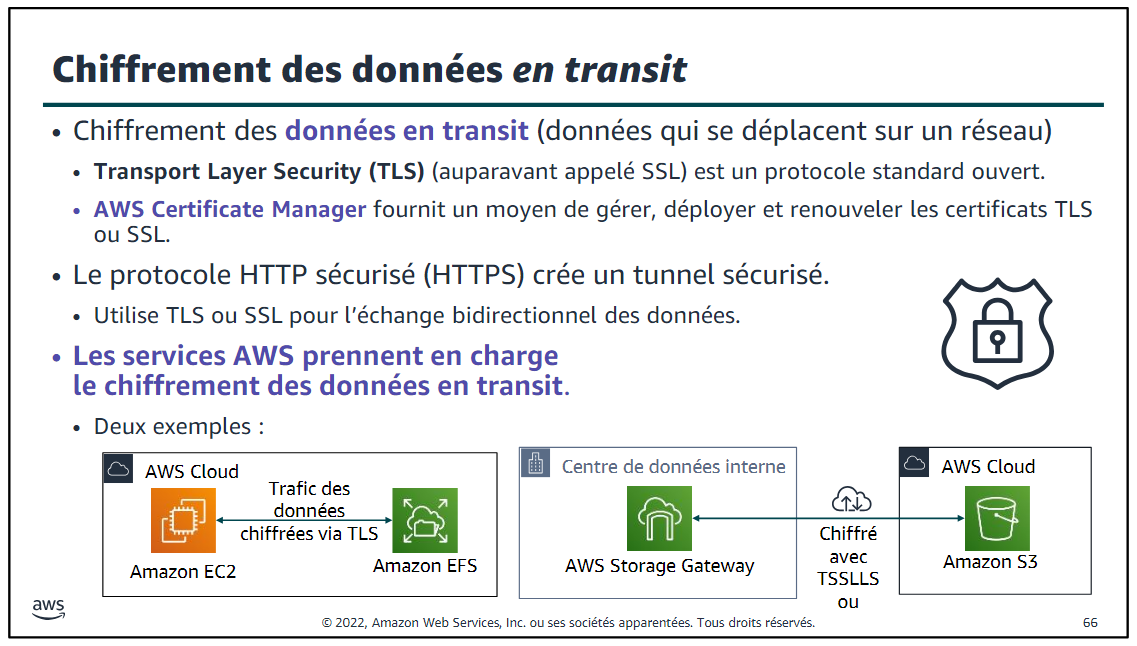 Chiffrement des données en transit
• Chiffrement des données en transit (données qui se déplacent sur un réseau)
• Transport Layer Security (TLS) (auparavant appelé SSL) est un protocole standard ouvert.
• AWS Certificate Manager fournit un moyen de gérer, déployer et renouveler les certificats TLS
ou SSL.
• Le protocole HTTP sécurisé (HTTPS) crée un tunnel sécurisé.
• Utilise TLS ou SSL pour l’échange bidirectionnel des données.
• Les services AWS prennent en charge
le chiffrement des données en transit.
• Deux exemples :
AWS Cloud
Trafic des
données
chiffrées via TLS
Amazon EC2
Amazon EFS
Centre de données interne
AWS Storage Gateway
Chiffré
avec
TSSLLS
ou
AWS Cloud
Amazon S3
aws
© 2022, Amazon Web Services, Inc. ou ses sociétés apparentées. Tous droits réservés.
66